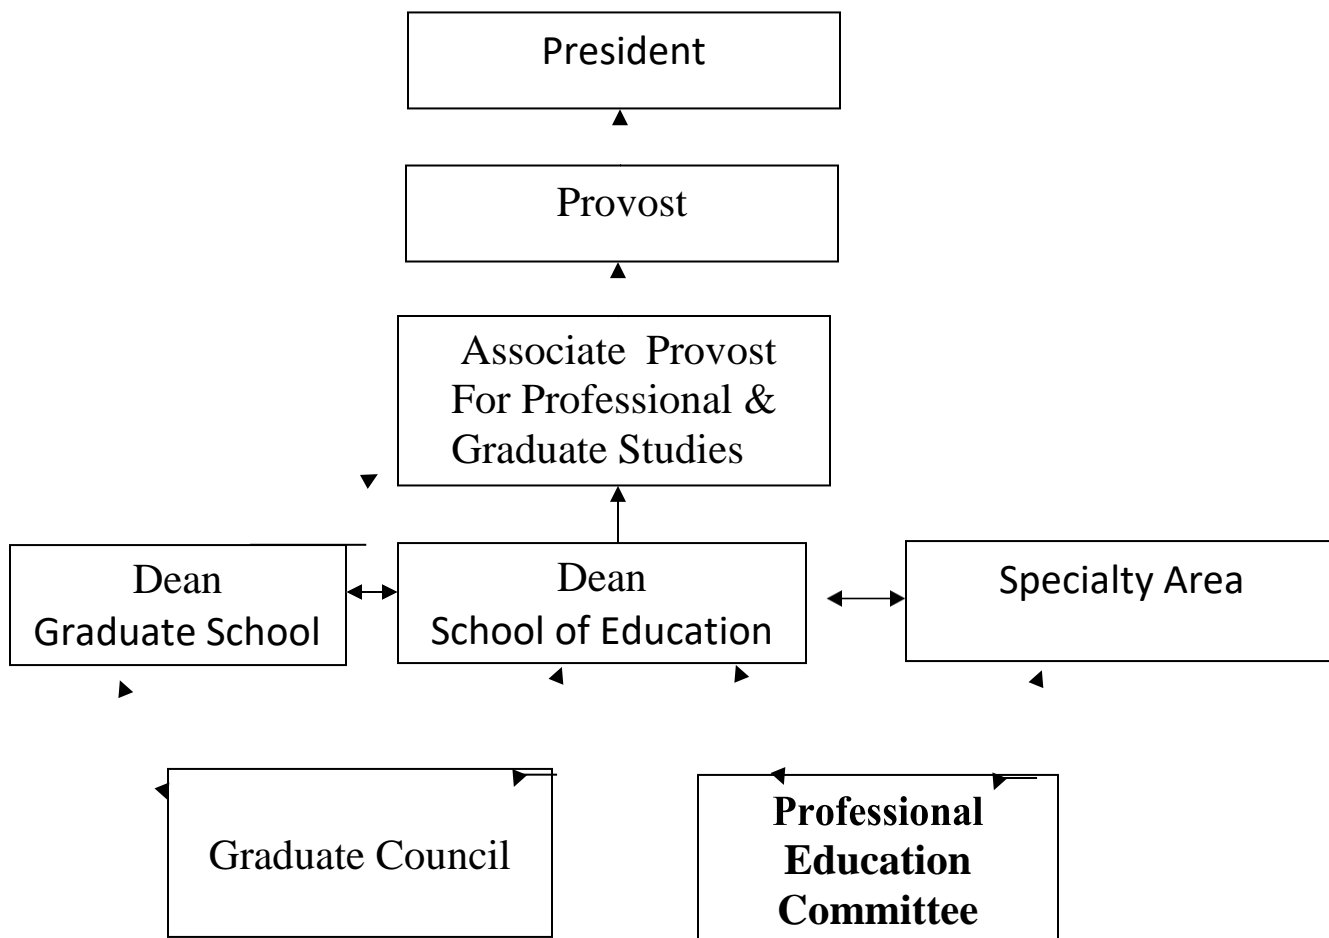 President
Provost
Associate Provost
For Professional &
Graduate Studies
Dean
Graduate School
Dean
School of Education
Specialty Area
Graduate Council
Professional
Education
Committee